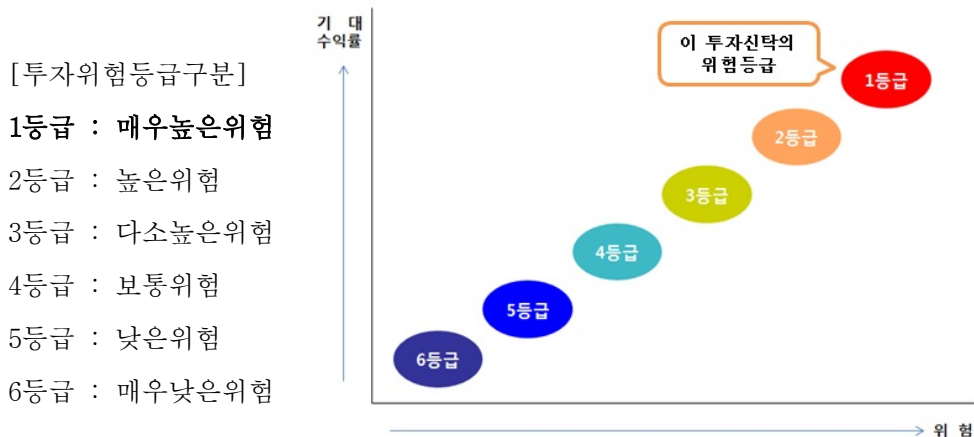 [투자위험등급구분]
1등급 : 매우높은위험
2등급 : 높은위험
3등급 : 다소높은위험
4등급 : 보통위험
5등급 : 낮은위험
6등급 : 매우낮은위험
기 대
수익률
이 투자신탁의
위험등급
1등급
2등급
3등급
4등급
5등급
6등급
위 험